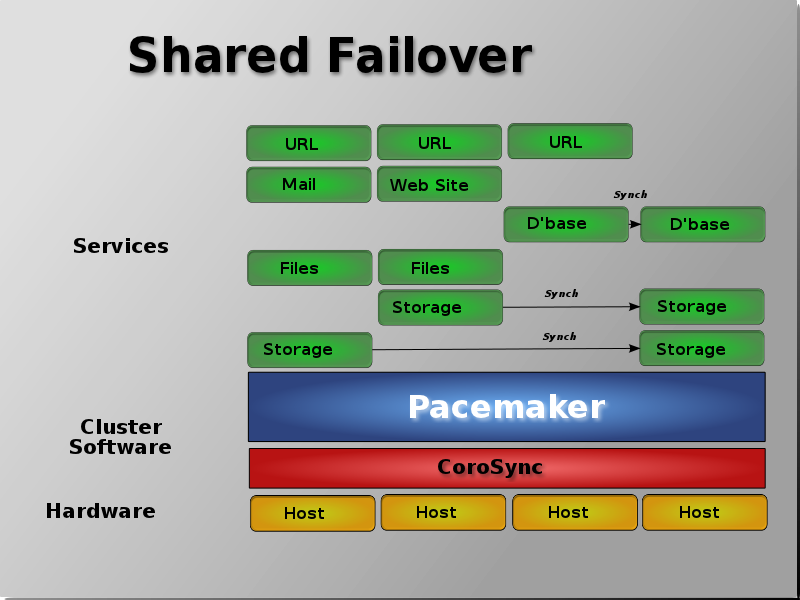 Shared Failover
URL URL URL
Mail Web Site
Synch
Services
D'base D'base
Files Files
Synch
Storage Storage
Synch
Storage Storage
Pacemaker
Cluster
Software
CoroSync
Hardware
Host Host Host Host